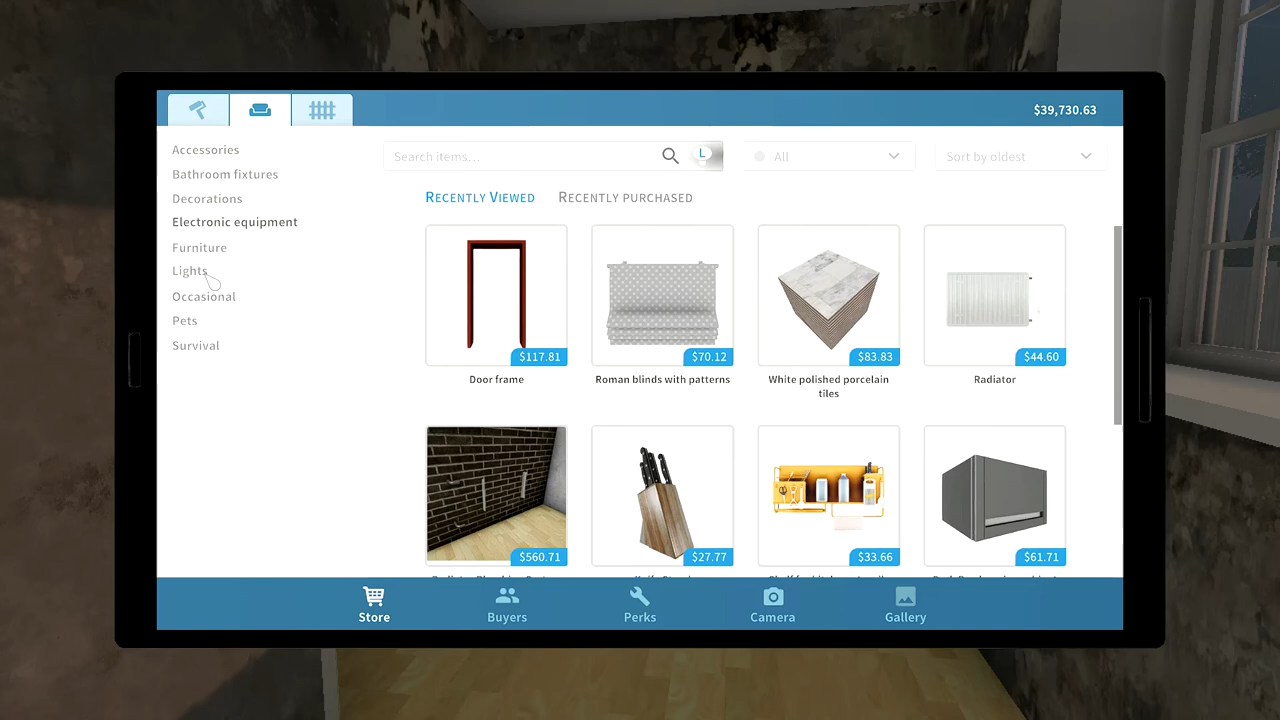 $39,730.63
Accessories
Bathroom fixtures
Decorations
Electronic equipment
Furniture
Lights
Occasional
Pets
Survival
Search items...
L
All
Sort by oldest
Recently Viewed
Recently purchased
$117.81
Door frame
$70.12
Roman blinds with patterns
$83.83
White polished porcelain
tiles
$44.60
Radiator
$560.71
$27.77
$33.66
$61.71
Store
Buyers
Perks
Camera
Gallery